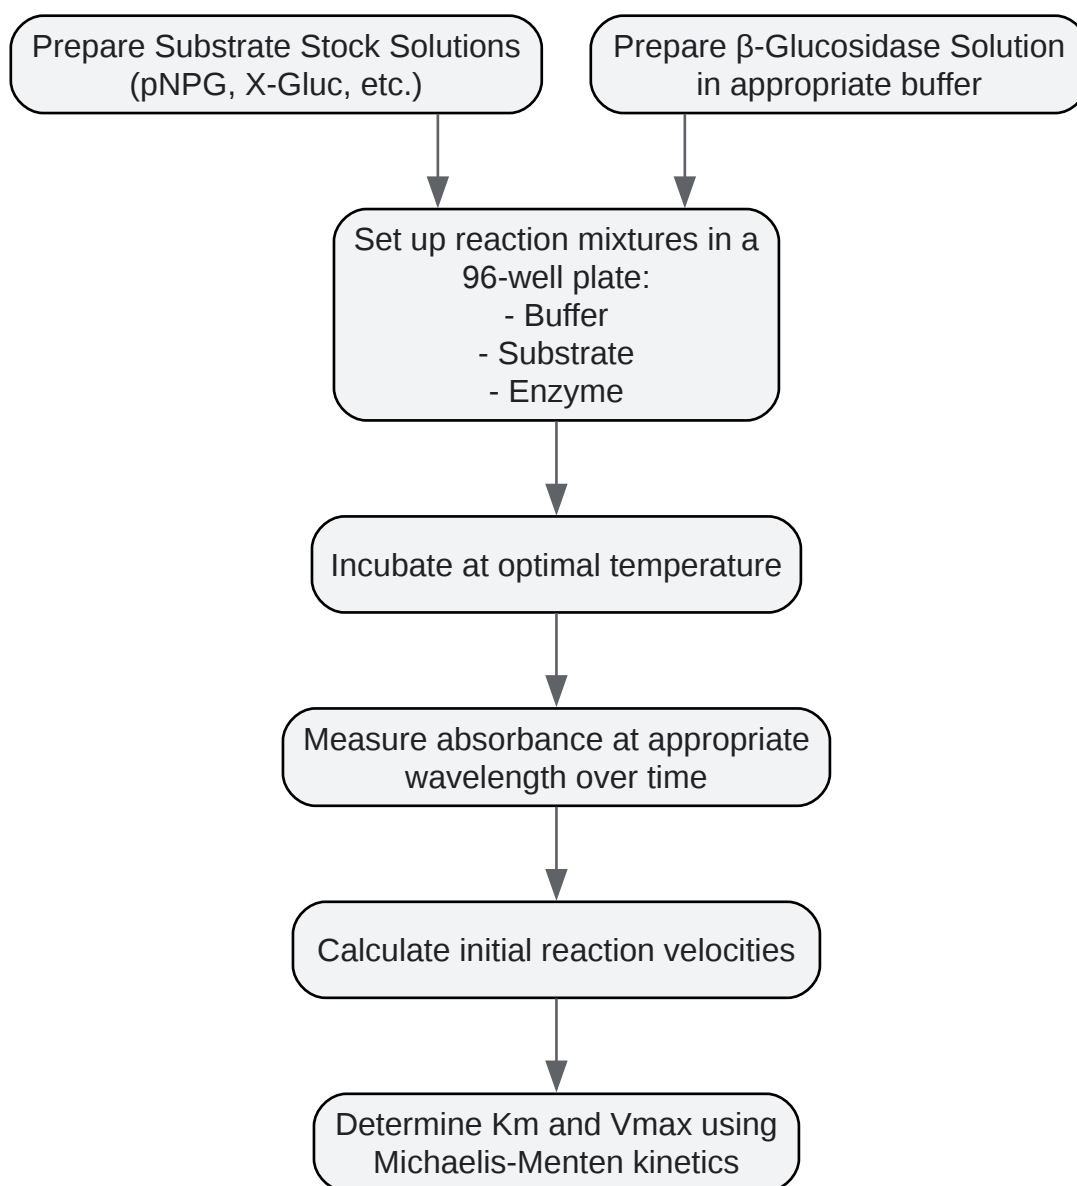 Prepare Substrate Stock Solutions
(pNPG, X-Gluc, etc.)
Prepare β-Glucosidase Solution
in appropriate buffer
Set up reaction mixtures in a
96-well plate:
- Buffer
- Substrate
- Enzyme
Incubate at optimal temperature
Measure absorbance at appropriate
wavelength over time
Calculate initial reaction velocities
Determine Km and Vmax using
Michaelis-Menten kinetics